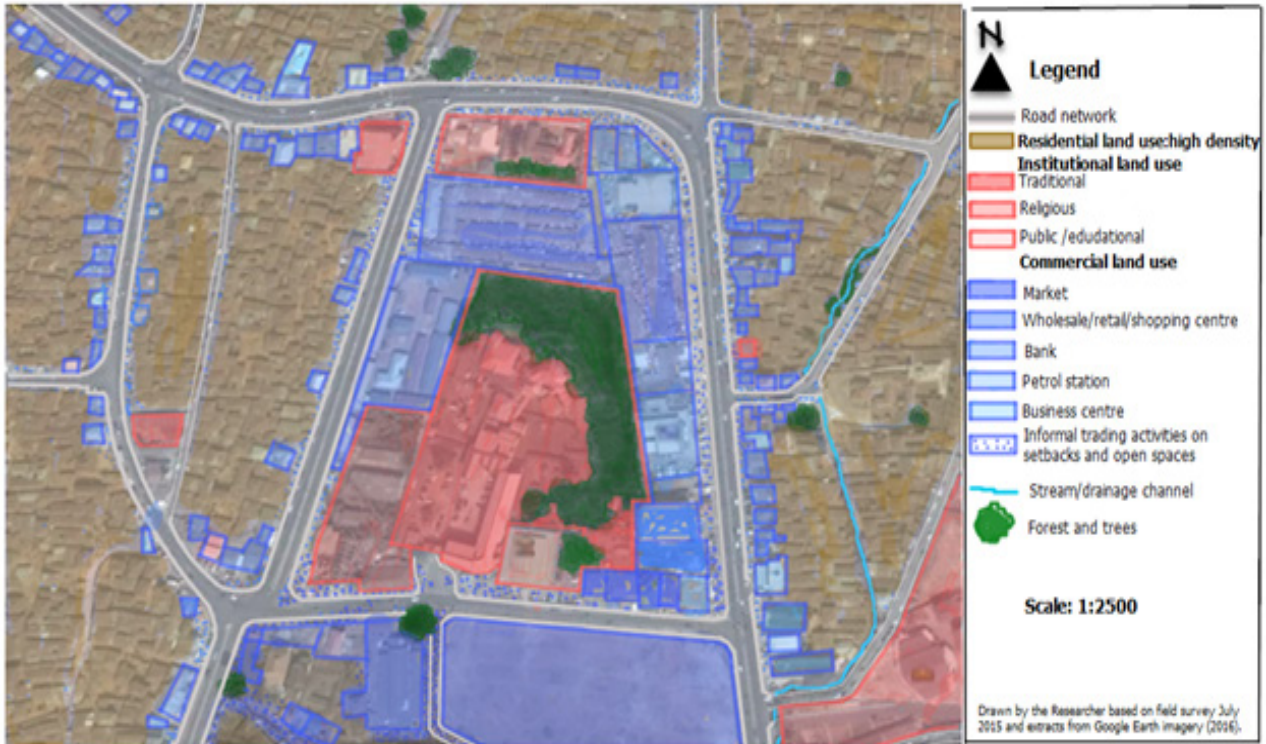 N
Legend
Road network
Residential land use:high density
Institutional land use
Traditional
Religious
Public /edudational
Commercial land use
Market
Wholesale/retail/shopping centre
Bank
Petrol station
Business centre
Informal trading activities on
setbacks and open spaces
Stream/drainage channel
Forest and trees
Scale: 1:2500
Drawn by the Researcher based on field survey July
2015 and extracts from Google Earth imagery (2016).